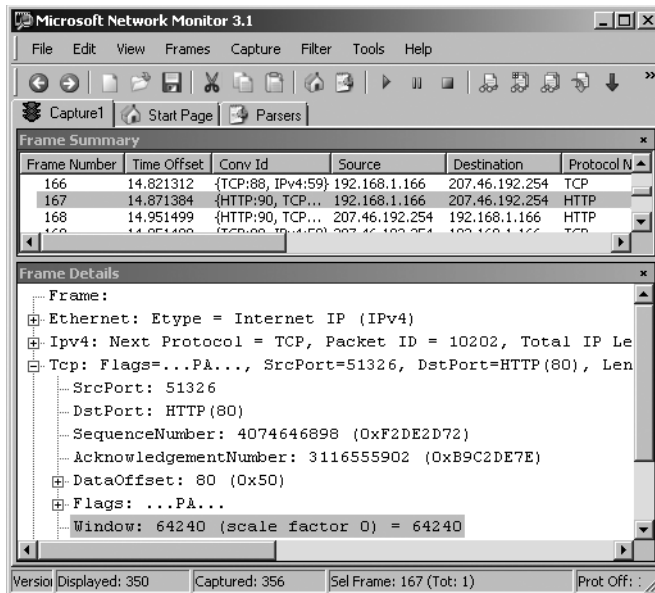 Microsoft Network Monitor 3.1
File Edit View Frames Capture Filter Tools Help
Capture1 Start Page Parsers
Frame Summary
Frame Number Time Offset Conv Id Source Destination Protocol N
166 14.821312 {TCP:88, IPv4:59} 192.168.1.166 207.46.192.254 TCP
167 14.871384 {HTTP:90, TCP... 192.168.1.166 207.46.192.254 HTTP
168 14.951499 {HTTP:90, TCP... 207.46.192.254 192.168.1.166 HTTP
Frame Details
Frame:
Ethernet: Etype = Internet IP (IPv4)
Ipv4: Next Protocol = TCP, Packet ID = 10202, Total IP Le
Tcp: Flags=...PA..., SrcPort=51326, DstPort=HTTP(80), Len
SrcPort: 51326
DstPort: HTTP(80)
SequenceNumber: 4074646898 (0xF2DE2D72)
AcknowledgementNumber: 3116555902 (0xB9C2DE7E)
DataOffset: 80 (0x50)
Flags: ...PA...
Window: 64240 (scale factor 0) = 64240
Versio Displayed: 350 Captured: 356 Sel Frame: 167 (Tot: 1) Prot Off: